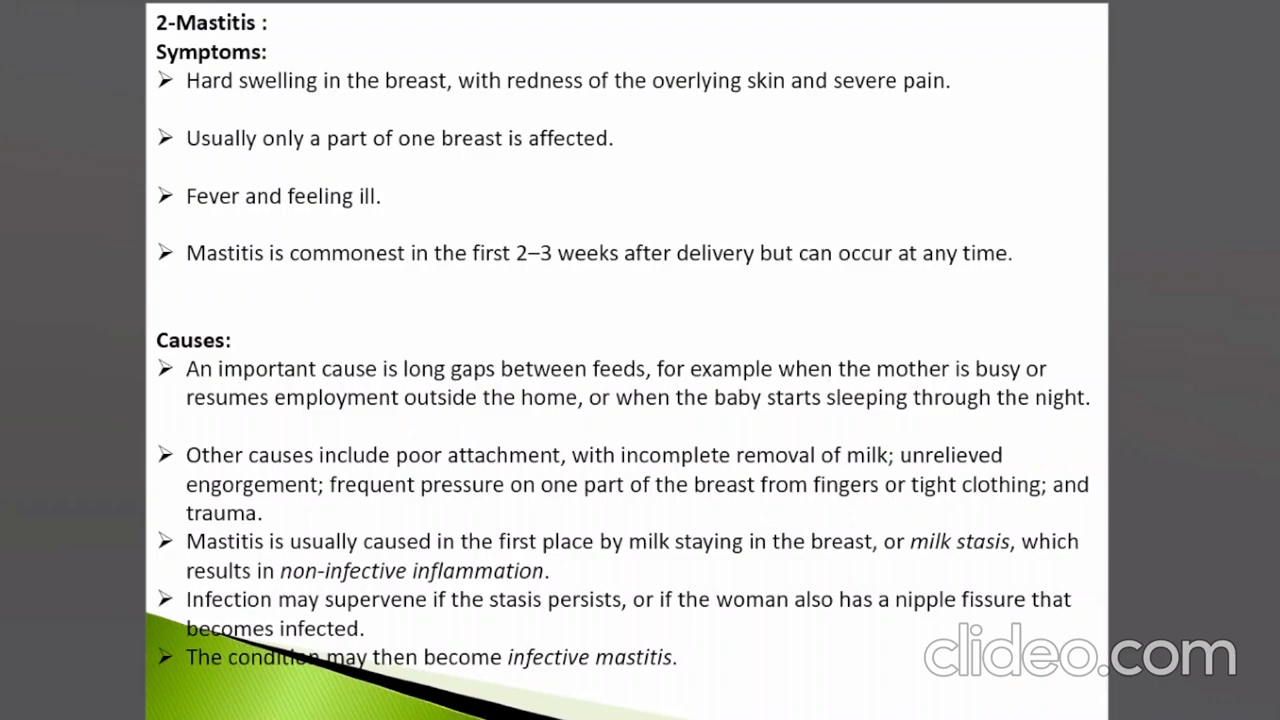 2-Mastitis :
Symptoms:
➢ Hard swelling in the breast, with redness of the overlying skin and severe pain.
➢ Usually only a part of one breast is affected.
➢ Fever and feeling ill.
➢ Mastitis is commonest in the first 2–3 weeks after delivery but can occur at any time.
Causes:
➢ An important cause is long gaps between feeds, for example when the mother is busy or
resumes employment outside the home, or when the baby starts sleeping through the night.
➢ Other causes include poor attachment, with incomplete removal of milk; unrelieved
engorgement; frequent pressure on one part of the breast from fingers or tight clothing; and
trauma.
➢ Mastitis is usually caused in the first place by milk staying in the breast, or milk stasis, which
results in non-infective inflammation.
➢ Infection may supervene if the stasis persists, or if the woman also has a nipple fissure that
becomes infected.
➢ The condition may then become infective mastitis.
clideo.com